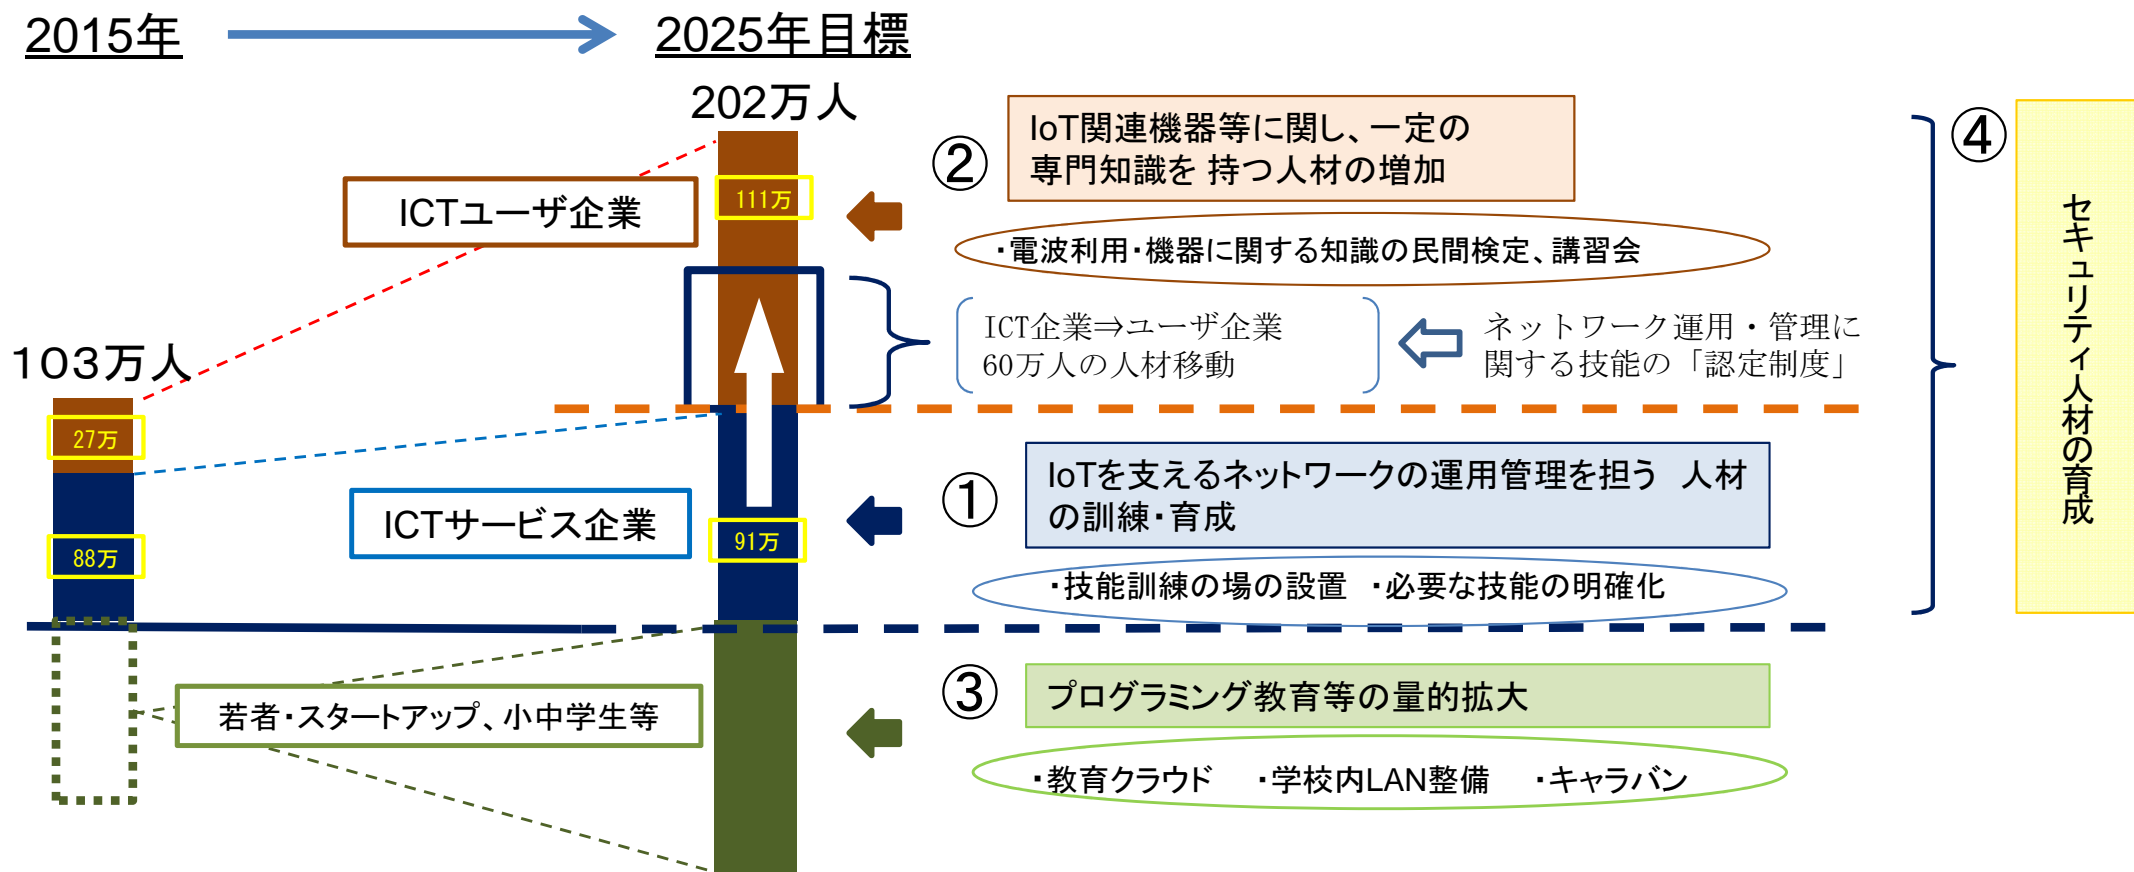 2015年
2025年目標
202万人
103万人
ICTユーザ企業
111万
27万
88万
ICTサービス企業
91万
若者・スタートアップ、小中学生等
②
IoT関連機器等に関し、一定の
専門知識を 持つ人材の増加
・電波利用・機器に関する知識の民間検定、講習会
ICT企業⇒ユーザ企業
60万人の人材移動
ネットワーク運用・管理に
関する技能の「認定制度」
①
IoTを支えるネットワークの運用管理を担う　人材
の訓練・育成
・技能訓練の場の設置　・必要な技能の明確化
③
プログラミング教育等の量的拡大
・教育クラウド　・学校内LAN整備　・キャラバン
④
セキュリティ人材の育成